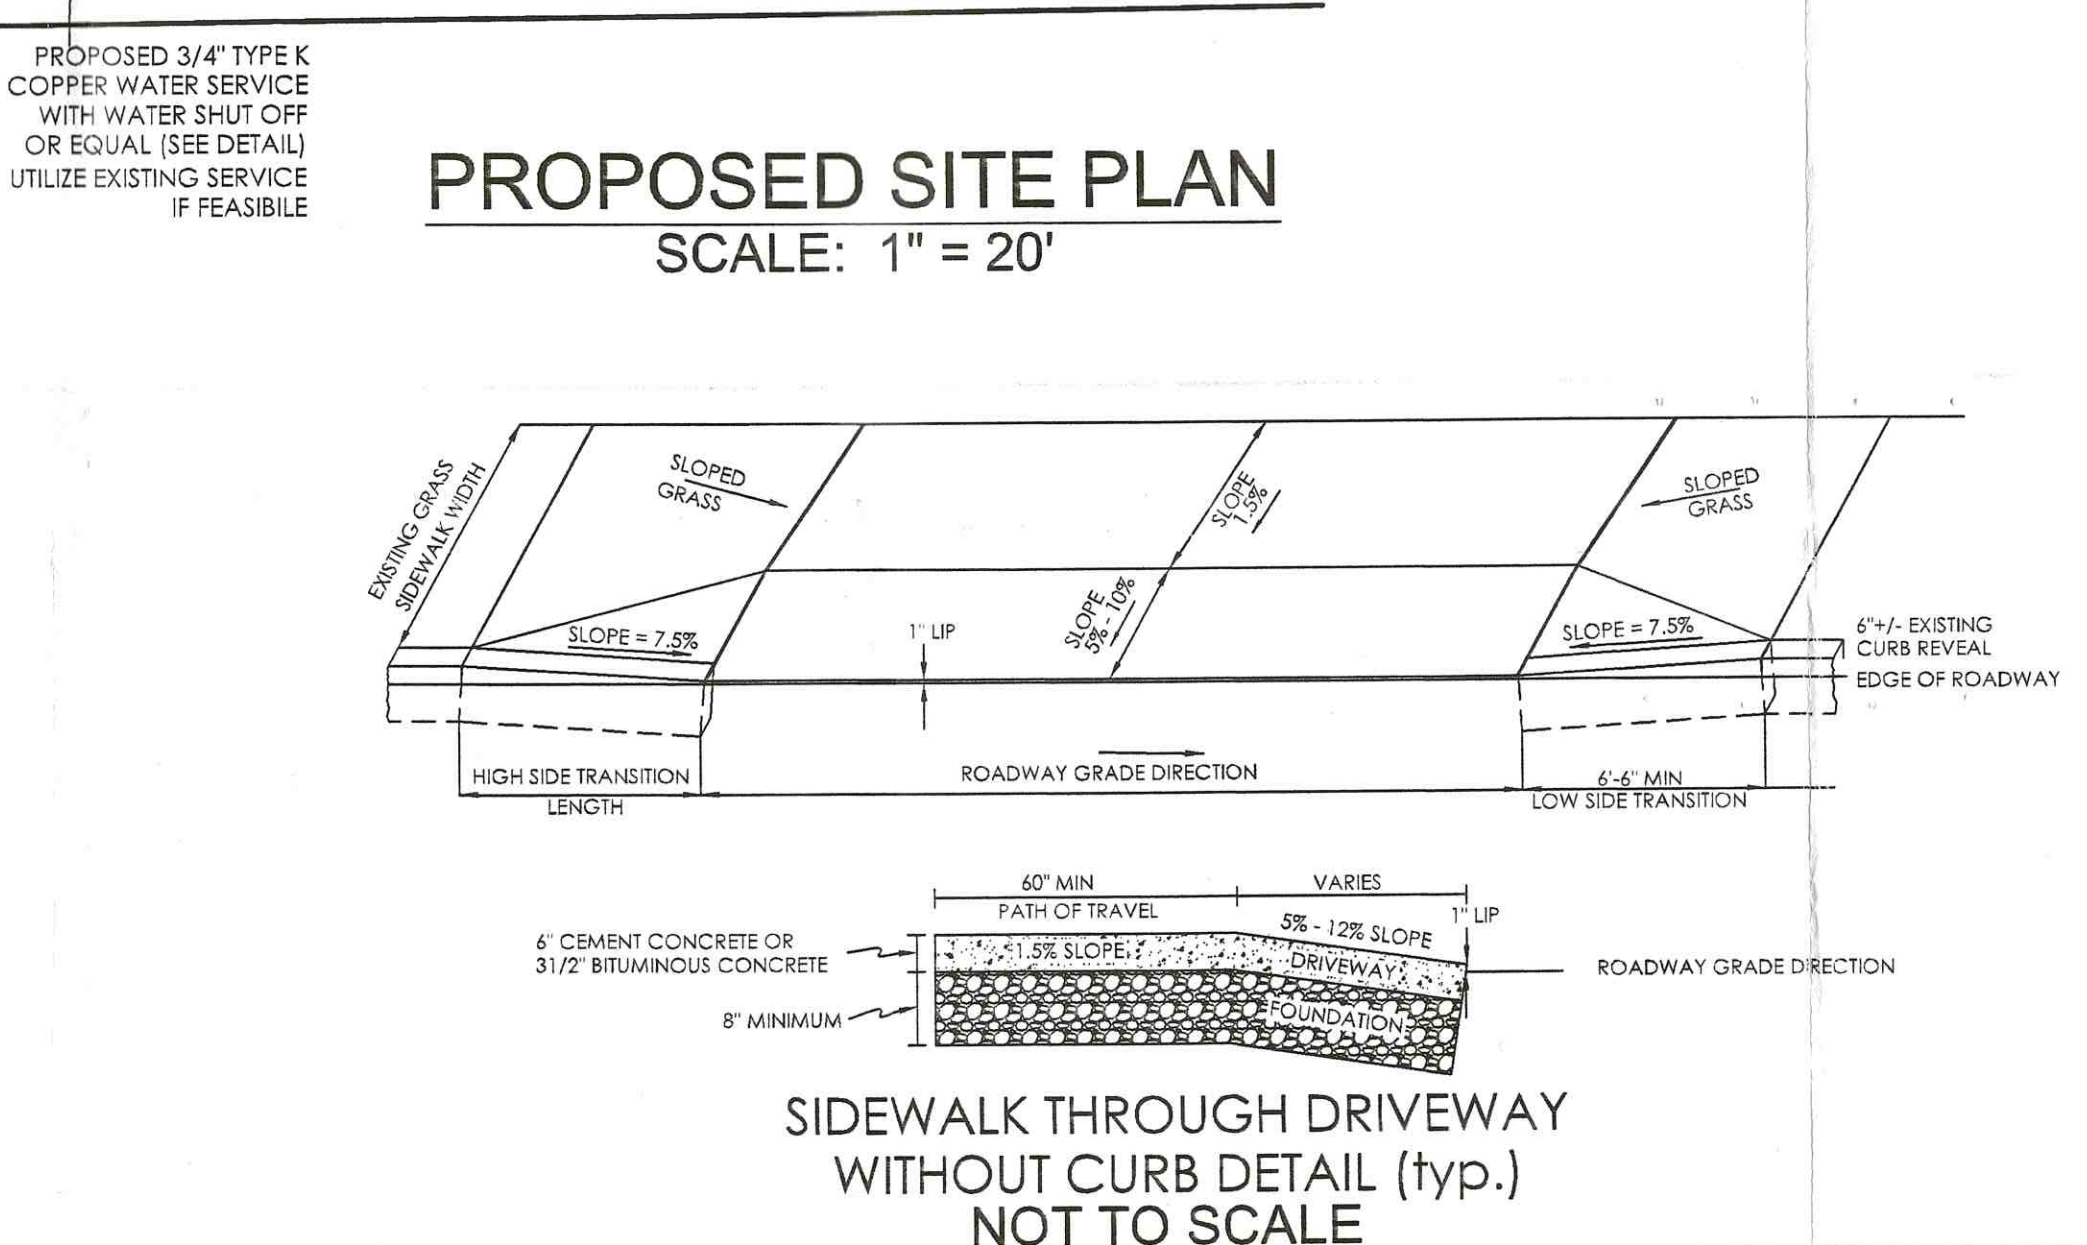 PROPOSED 3/4" TYPE K
COPPER WATER SERVICE
WITH WATER SHUT OFF
OR EQUAL (SEE DETAIL)
UTILIZE EXISTING SERVICE
IF FEASIBILE
PROPOSED SITE PLAN
SCALE: 1" = 20'
EXISTING GRASS
SIDEWALK WIDTH
SLOPED
GRASS
SLOPE
1.5%
SLOPED
GRASS
SLOPE = 7.5%
1" LIP
SLOPE
5% - 10%
SLOPE = 7.5%
6"+/- EXISTING
CURB REVEAL
EDGE OF ROADWAY
HIGH SIDE TRANSITION
LENGTH
ROADWAY GRADE DIRECTION
6'-6" MIN
LOW SIDE TRANSITION
60" MIN
PATH OF TRAVEL
VARIES
1" LIP
5% - 12% SLOPE
6" CEMENT CONCRETE OR
31/2" BITUMINOUS CONCRETE
1.5% SLOPE
DRIVEWAY
ROADWAY GRADE DIRECTION
8" MINIMUM
FOUNDATION
SIDEWALK THROUGH DRIVEWAY
WITHOUT CURB DETAIL (typ.)
NOT TO SCALE